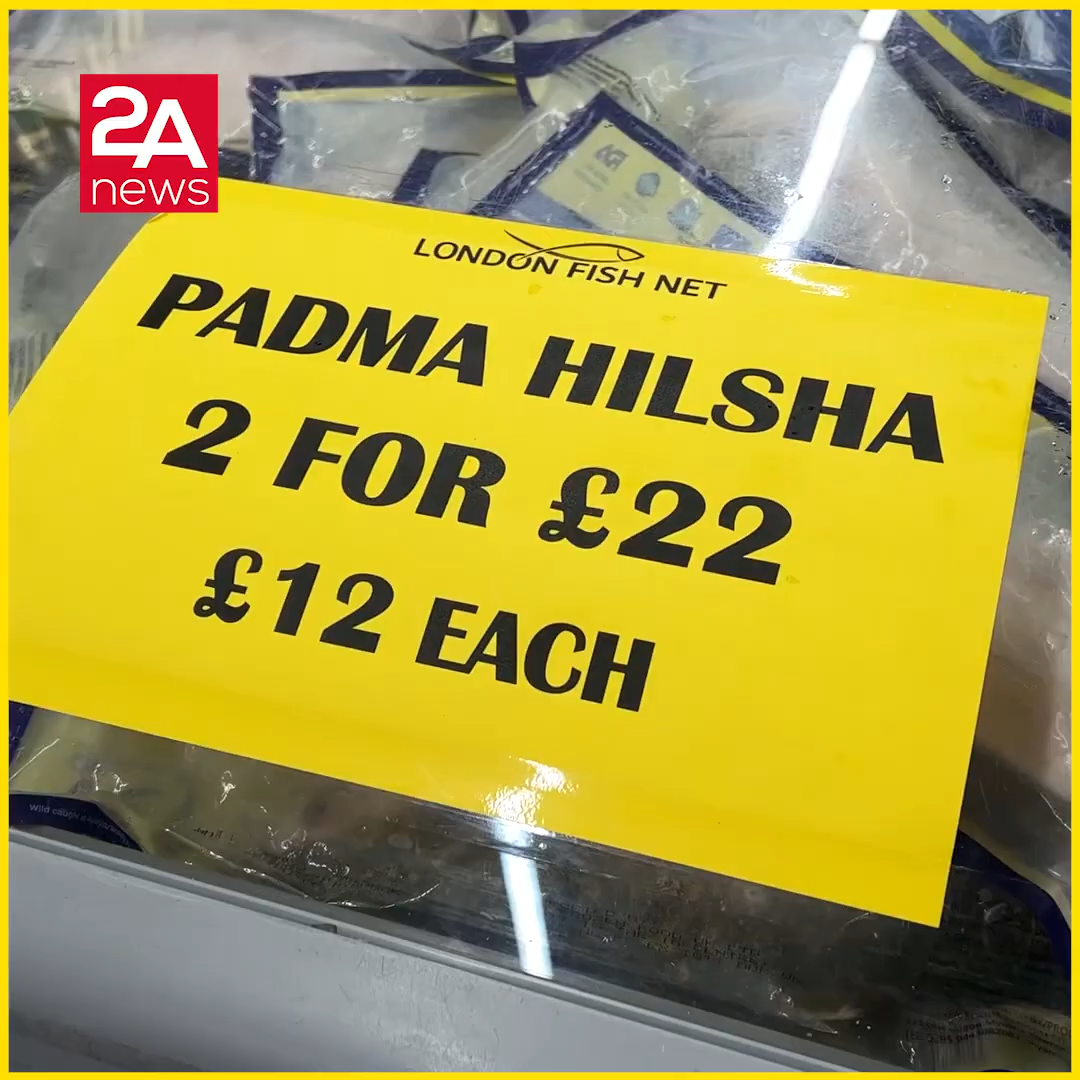 2A
news
LONDON FISH NET
PADMA HILSHA
2 FOR £22
£12 EACH